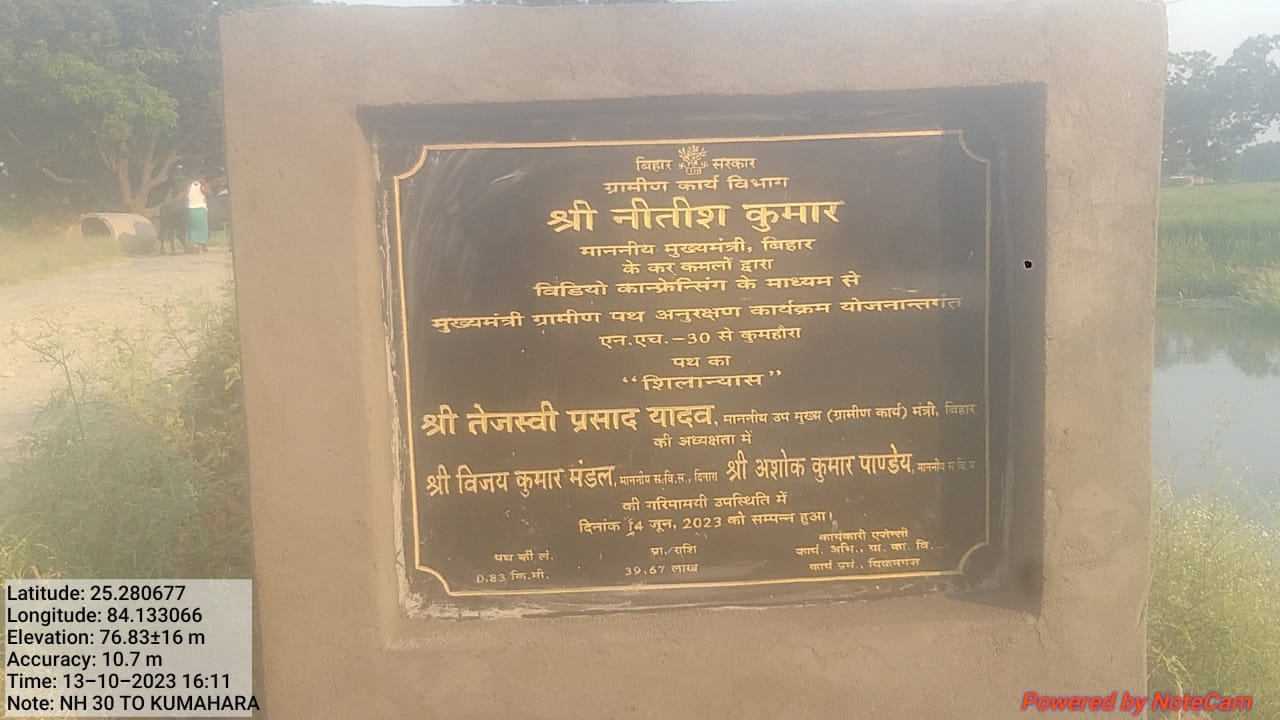 बिहार सरकार
ग्रामीण कार्य विभाग
श्री नीतीश कुमार
माननीय मुख्यमंत्री, बिहार
के कर कमलों द्वारा
विडियो कान्फ्रेन्सिंग के माध्यम से
मुख्यमंत्री ग्रामीण पथ अनुरक्षण कार्यक्रम योजनान्तर्गत
एन.एच.-30 से कुमहौरा
पथ का
“शिलान्यास”
श्री तेजस्वी प्रसाद यादव, माननीय उप मुख्य (ग्रामीण कार्य) मंत्री, बिहार
की अध्यक्षता में
श्री विजय कुमार मंडल, माननीय स.वि.स., दिनारा श्री अशोक कुमार पाण्डेय, माननीय स.वि.प.
की गरिमामयी उपस्थिति में
दिनांक 14 जून, 2023 को सम्पन्न हुआ।
पथ की लं. प्रा. राशि कार्यकारी एजेन्सी
0.83 कि.मी. 39.67 लाख कार्य. अभि., ग्रा. का. वि.-
कार्य प्रमं., बिक्रमगंज
Latitude: 25.280677
Longitude: 84.133066
Elevation: 76.83±16 m
Accuracy: 10.7 m
Time: 13-10-2023 16:11
Note: NH 30 TO KUMAHARA
Powered by NoteCam